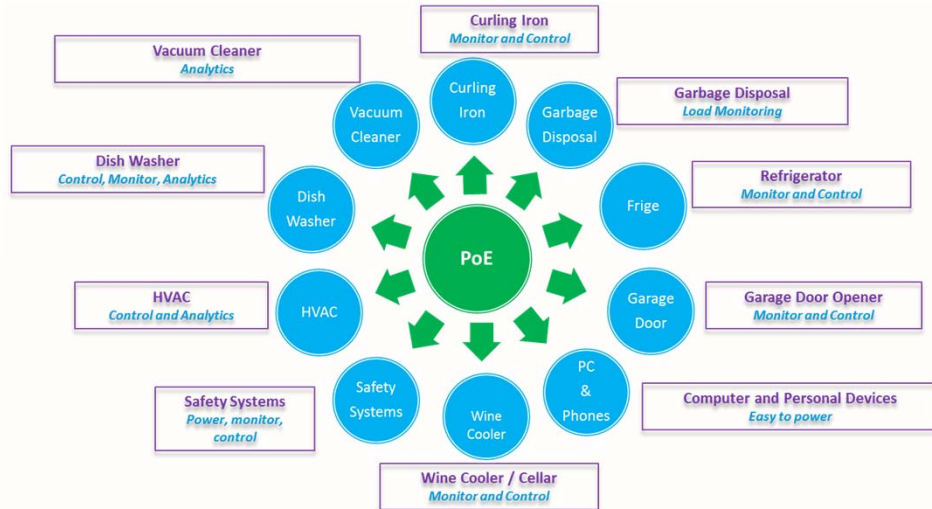 Curling Iron
Monitor and Control
Vacuum Cleaner
Analytics
Garbage Disposal
Load Monitoring
Dish Washer
Control, Monitor, Analytics
Refrigerator
Monitor and Control
HVAC
Control and Analytics
Garage Door Opener
Monitor and Control
Safety Systems
Power, monitor,
control
Computer and Personal Devices
Easy to power
Wine Cooler / Cellar
Monitor and Control
Curling
Iron
Vacuum
Cleaner
Garbage
Disposal
Dish
Washer
Frige
PoE
HVAC
Garage
Door
Safety
Systems
Wine
Cooler
PC
&
Phones